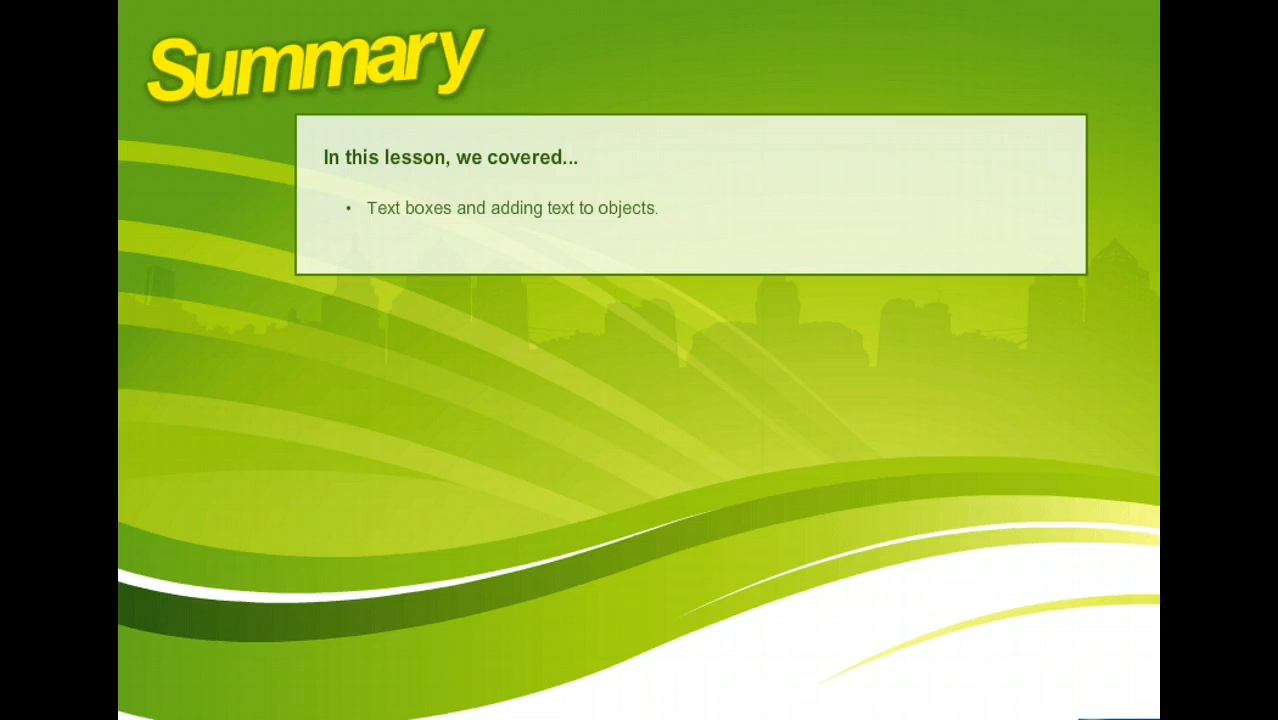 Summary
In this lesson, we covered...
• Text boxes and adding text to objects.